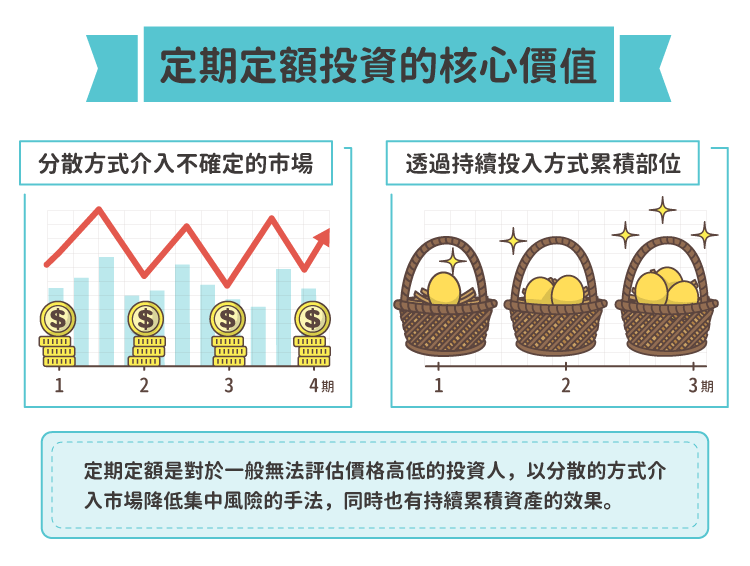 定期定額投資的核心價值
分散方式介入不確定的市場
透過持續投入方式累積部位
$ $ $ $
1 2 3 4 期
1 2 3 期
定期定額是對於一般無法評估價格高低的投資人，以分散的方式介
入市場降低集中風險的手法，同時也有持續累積資產的效果。